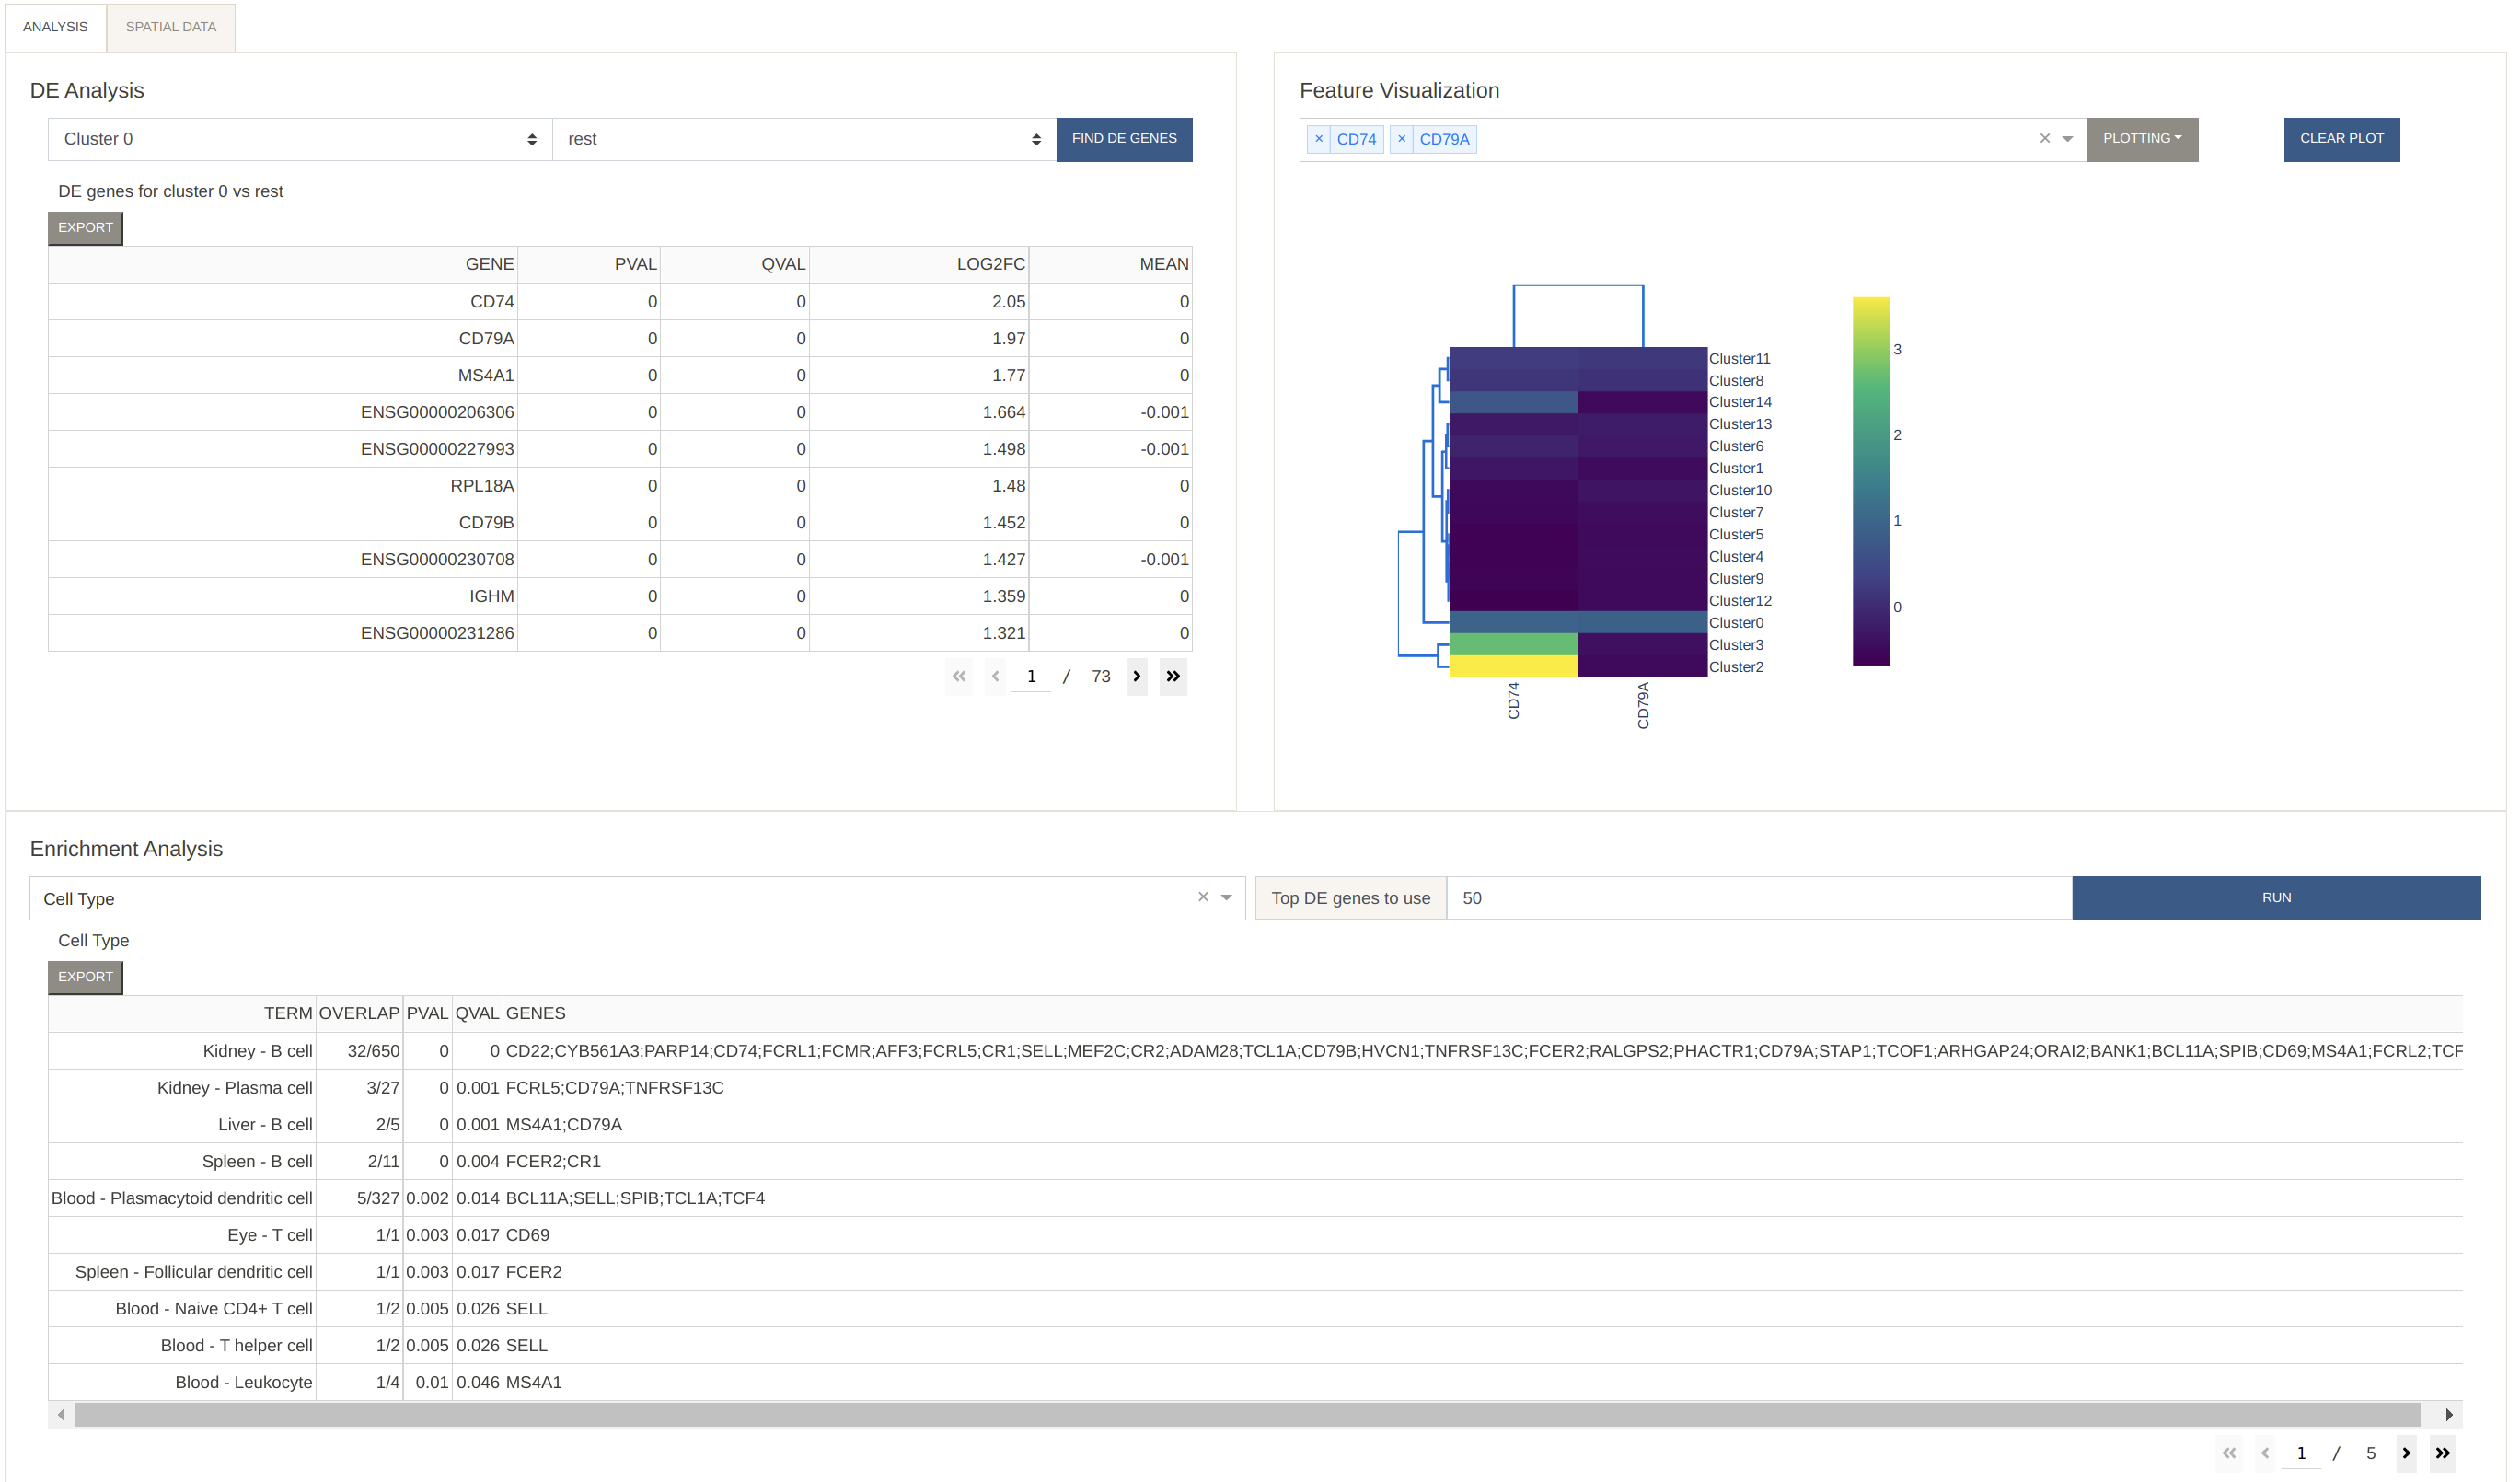 ANALYSIS SPATIAL DATA
DE Analysis
Cluster 0 rest FIND DE GENES
DE genes for cluster 0 vs rest
EXPORT
GENE PVAL QVAL LOG2FC MEAN
CD74 0 0 2.05 0
CD79A 0 0 1.97 0
MS4A1 0 0 1.77 0
ENSG00000206306 0 0 1.664 -0.001
ENSG00000227993 0 0 1.498 -0.001
RPL18A 0 0 1.48 0
CD79B 0 0 1.452 0
ENSG00000230708 0 0 1.427 -0.001
IGHM 0 0 1.359 0
ENSG00000231286 0 0 1.321 0
1 / 73
Feature Visualization
× CD74 × CD79A PLOTTING CLEAR PLOT
Cluster11
Cluster8
Cluster14
Cluster13
Cluster6
Cluster1
Cluster10
Cluster7
Cluster5
Cluster4
Cluster9
Cluster12
Cluster0
Cluster3
Cluster2
CD74
CD79A
3
2
1
0
Enrichment Analysis
Cell Type × Top DE genes to use 50 RUN
Cell Type
EXPORT
TERM OVERLAP PVAL QVAL GENES
Kidney - B cell 32/650 0 0 CD22;CYB561A3;PARP14;CD74;FCRL1;FCMR;AFF3;FCRL5;CR1;SELL;MEF2C;CR2;ADAM28;TCL1A;CD79B;HVCN1;TNFRSF13C;FCER2;RALGPS2;PHACTR1;CD79A;STAP1;TCOF1;ARHGAP24;ORAI2;BANK1;BCL11A;SPIB;CD69;MS4A1;FCRL2;TCF
Kidney - Plasma cell 3/27 0 0.001 FCRL5;CD79A;TNFRSF13C
Liver - B cell 2/5 0 0.001 MS4A1;CD79A
Spleen - B cell 2/11 0 0.004 FCER2;CR1
Blood - Plasmacytoid dendritic cell 5/327 0.002 0.014 BCL11A;SELL;SPIB;TCL1A;TCF4
Eye - T cell 1/1 0.003 0.017 CD69
Spleen - Follicular dendritic cell 1/1 0.003 0.017 FCER2
Blood - Naive CD4+ T cell 1/2 0.005 0.026 SELL
Blood - T helper cell 1/2 0.005 0.026 SELL
Blood - Leukocyte 1/4 0.01 0.046 MS4A1
1 / 5